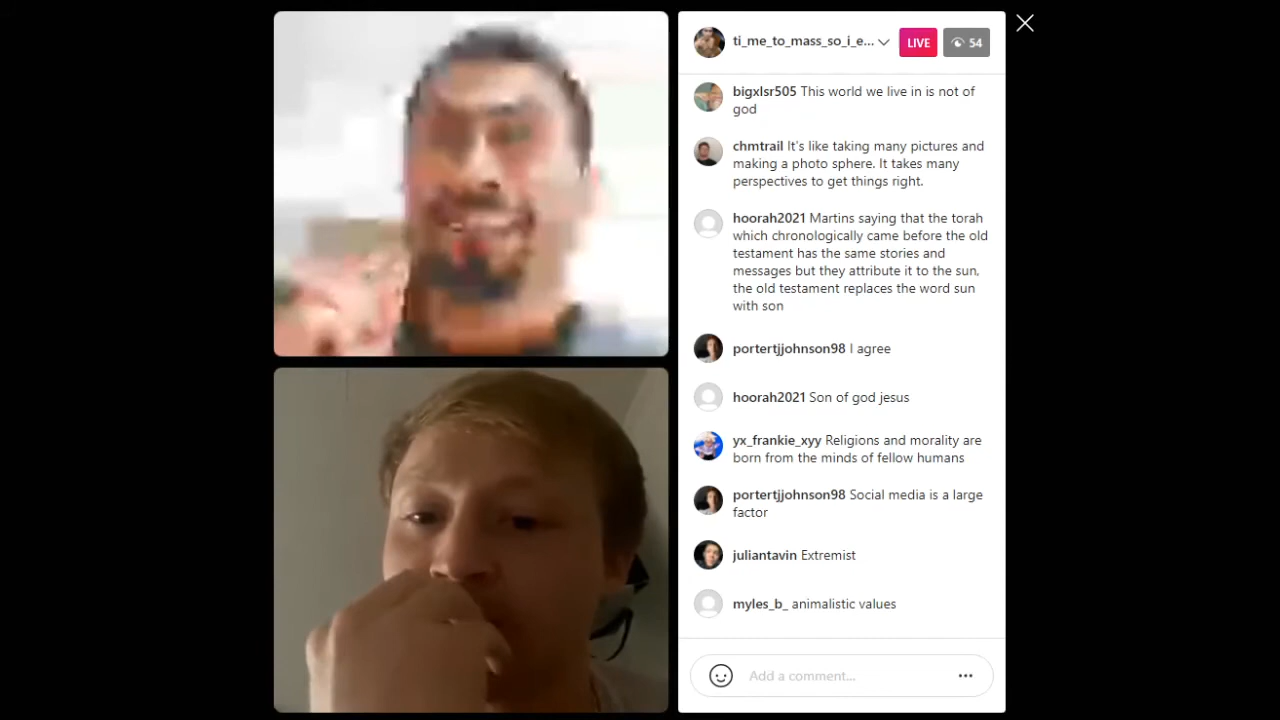 ti_me_to_mass_so_i_e...
LIVE
54
bigxlsr505 This world we live in is not of
god
chmtrail It's like taking many pictures and
making a photo sphere. It takes many
perspectives to get things right.
hoorah2021 Martins saying that the torah
which chronologically came before the old
testament has the same stories and
messages but they attribute it to the sun,
the old testament replaces the word sun
with son
portertjjohnson98 I agree
hoorah2021 Son of god jesus
yx_frankie_xyy Religions and morality are
born from the minds of fellow humans
portertjjohnson98 Social media is a large
factor
juliantavin Extremist
myles_b_ animalistic values
Add a comment...